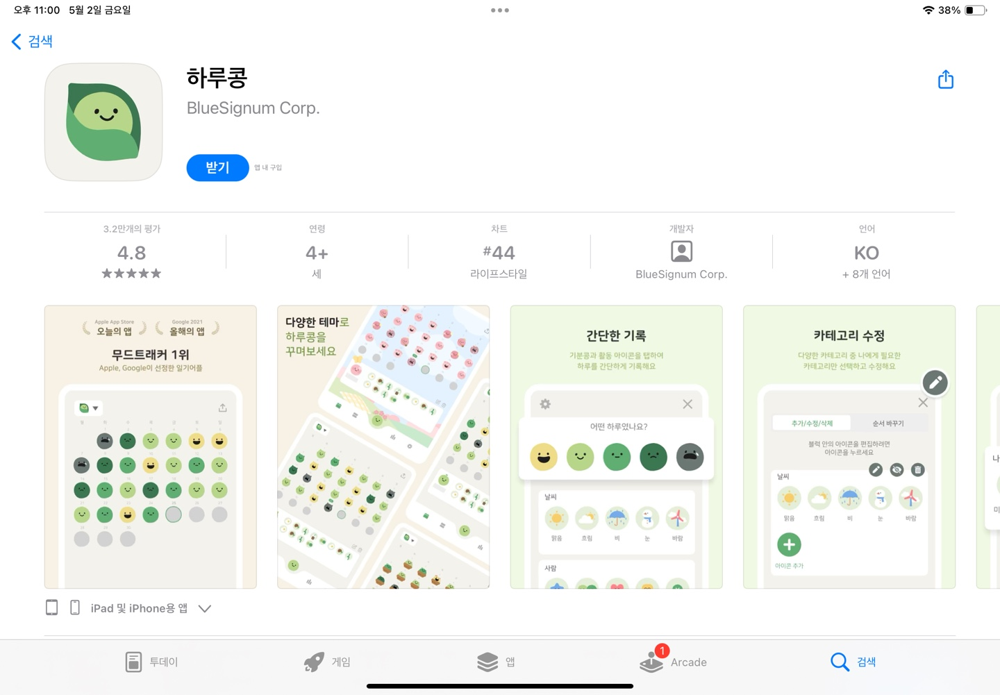 오후 11:00 5월 2일 금요일
38%
검색
하루콩
BlueSignum Corp.
받기 앱 내 구입
3.2만개의 평가
4.8
연령
4+
세
차트
#44
라이프스타일
개발자
BlueSignum Corp.
언어
KO
+ 8개 언어
Apple App Store
오늘의 앱
Google 2021
올해의 앱
무드트래커 1위
Apple, Google이 선정한 일기어플
다양한 테마로
하루콩을
꾸며보세요
간단한 기록
기분콩과 활동 아이콘을 탭하여
하루를 간단하게 기록해요
어떤 하루였나요?
날씨
맑음 흐림 비 눈 바람
사람
카테고리 수정
다양한 카테고리 중 나에게 필요한
카테고리만 선택하고 수정해요
추가/수정/삭제 순서 바꾸기
블럭 안의 아이콘을 편집하려면
아이콘을 누르세요
날씨
맑음 흐림 비 눈 바람
아이콘 추가
iPad 및 iPhone용 앱
투데이 게임 앱 Arcade 1 검색